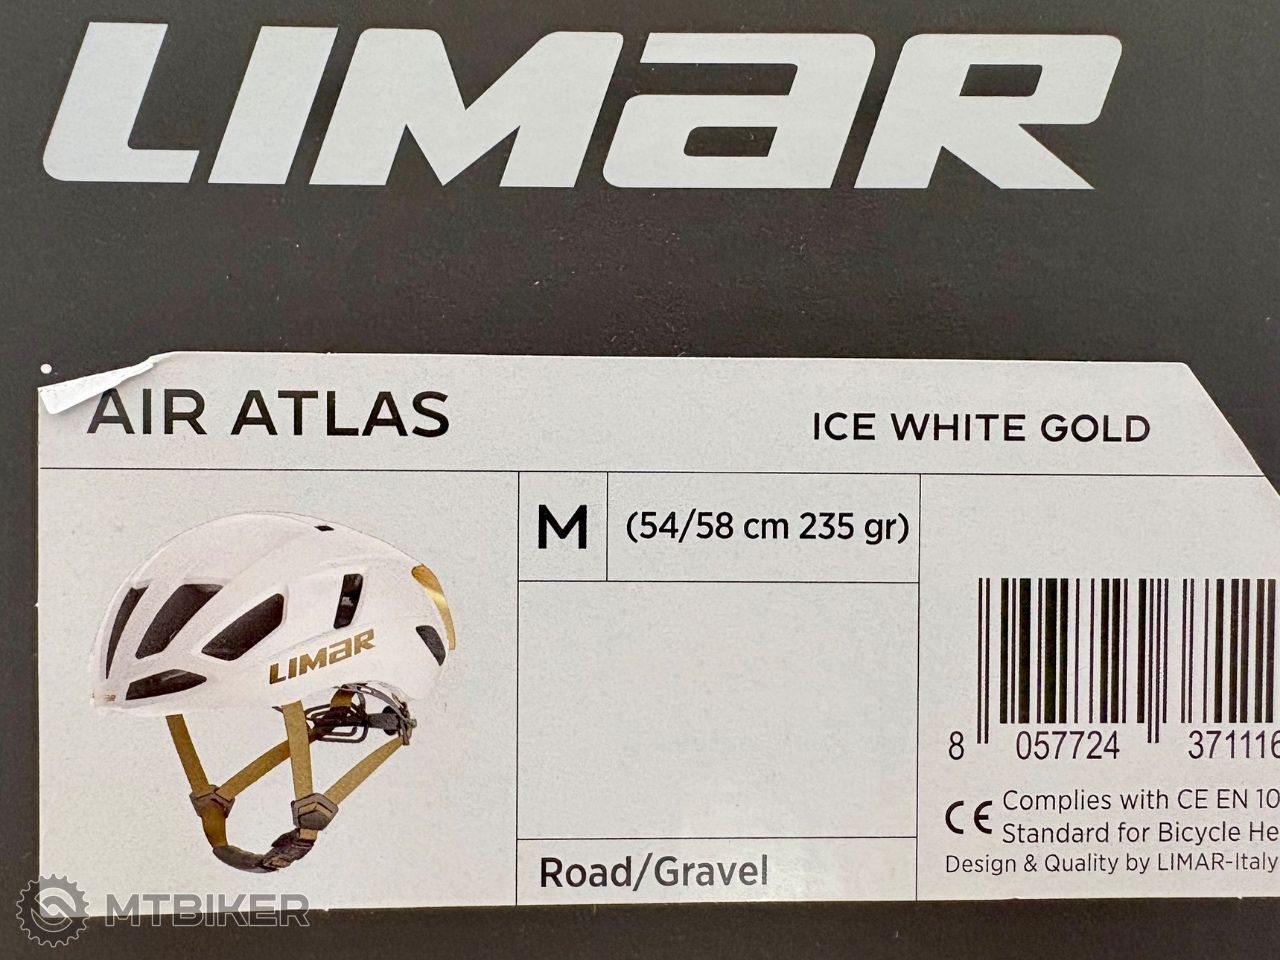 LIMAR
AIR ATLAS
ICE WHITE GOLD
M
(54/58 cm 235 gr)
LIMAR
8 057724 371116
CE Complies with CE EN 10
Standard for Bicycle He
Design & Quality by LIMAR-Italy
Road/Gravel
MTBIKER